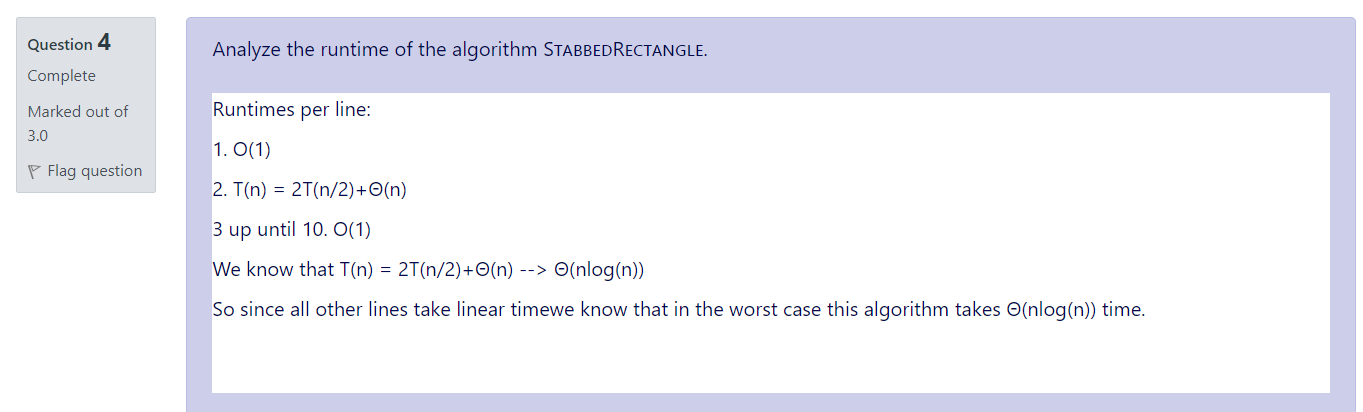 Question 4
Complete
Marked out of
3.0
Flag question
Analyze the runtime of the algorithm STABBEDRECTANGLE.
Runtimes per line:
1. O(1)
2. T(n) = 2T(n/2)+Θ(n)
3 up until 10. O(1)
We know that T(n) = 2T(n/2)+Θ(n) --> Θ(nlog(n))
So since all other lines take linear timewe know that in the worst case this algorithm takes Θ(nlog(n)) time.